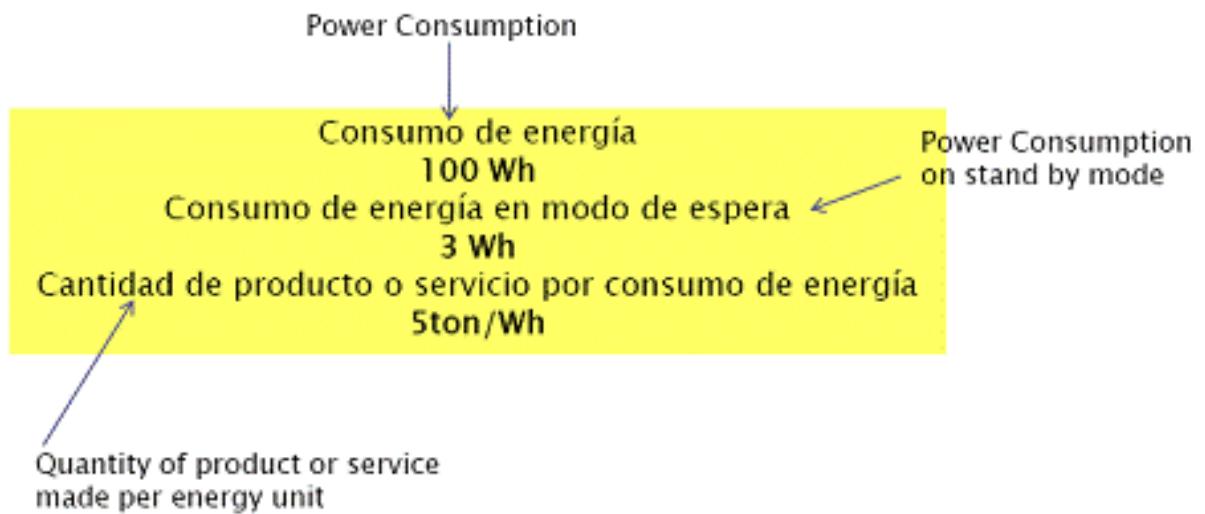 Power Consumption
Consumo de energía
100 Wh
Power Consumption
on stand by mode
Consumo de energía en modo de espera
3 Wh
Cantidad de producto o servicio por consumo de energía
5ton/Wh
Quantity of product or service
made per energy unit